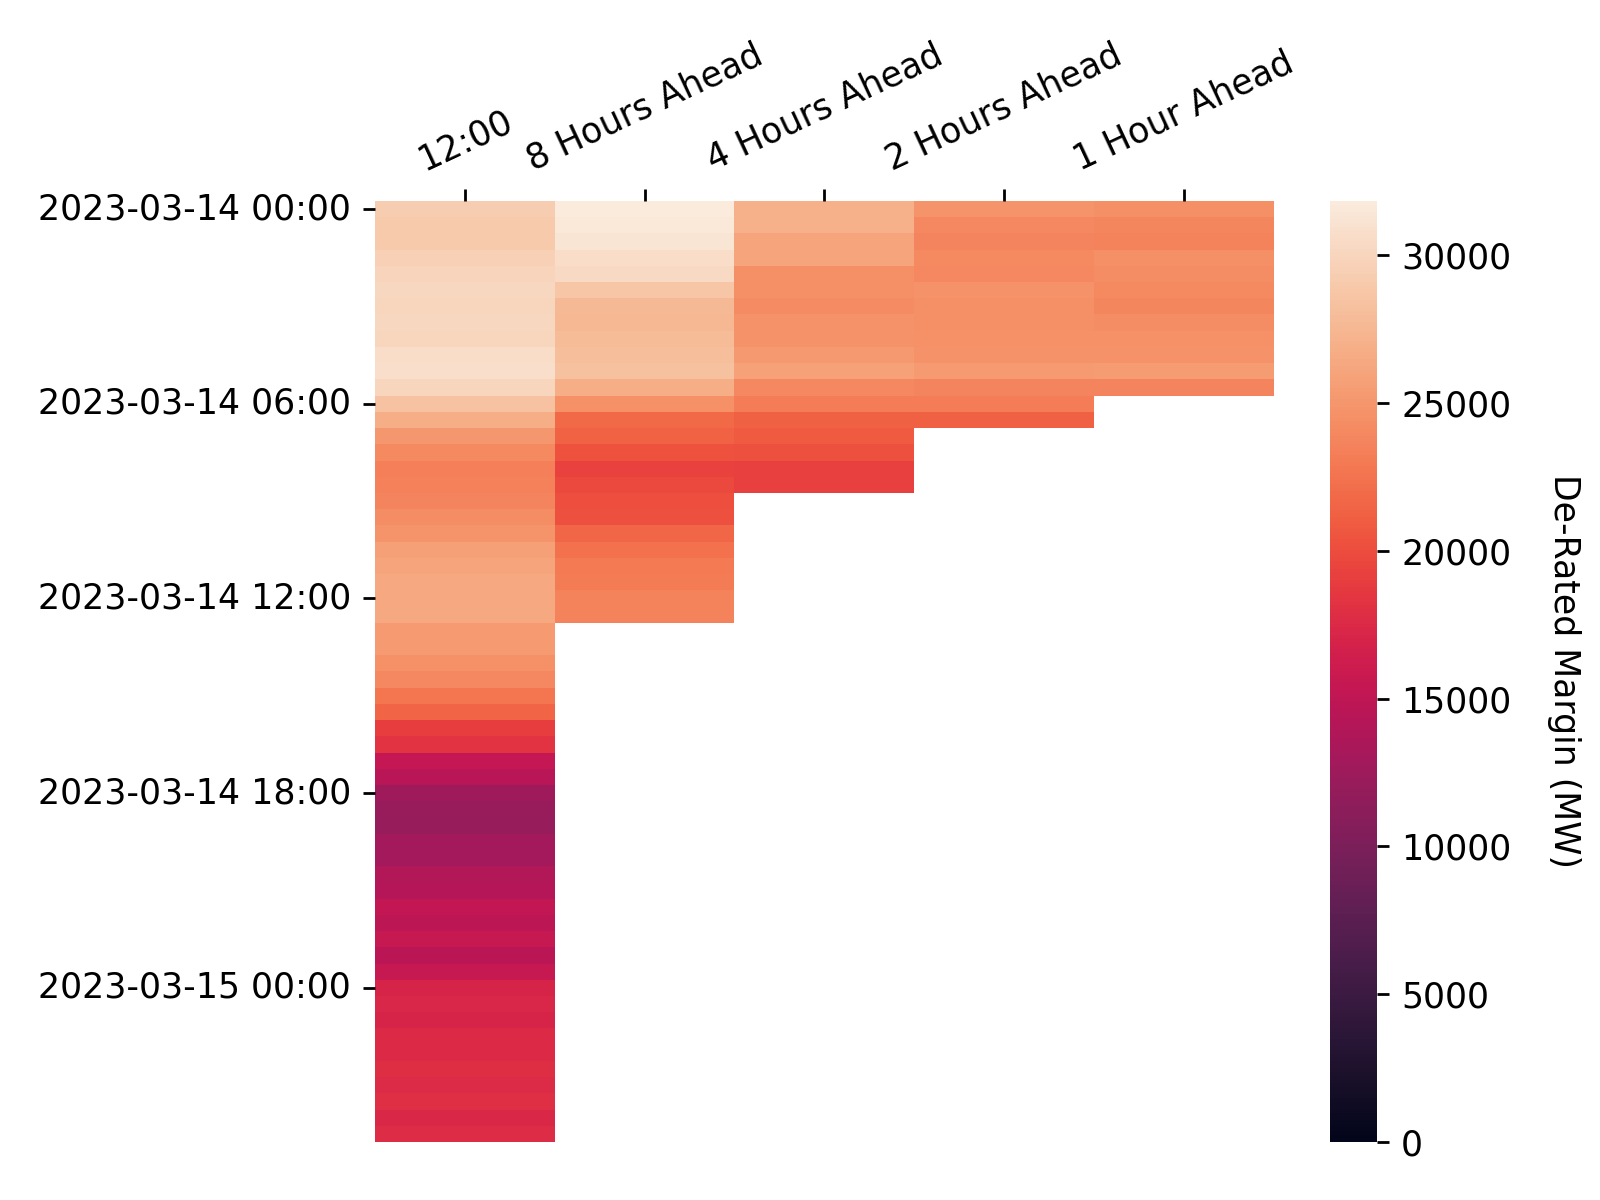 12:00
8 Hours Ahead
4 Hours Ahead
2 Hours Ahead
1 Hour Ahead
2023-03-14 00:00
2023-03-14 06:00
2023-03-14 12:00
2023-03-14 18:00
2023-03-15 00:00
30000
25000
20000
15000
10000
5000
0
De-Rated Margin (MW)